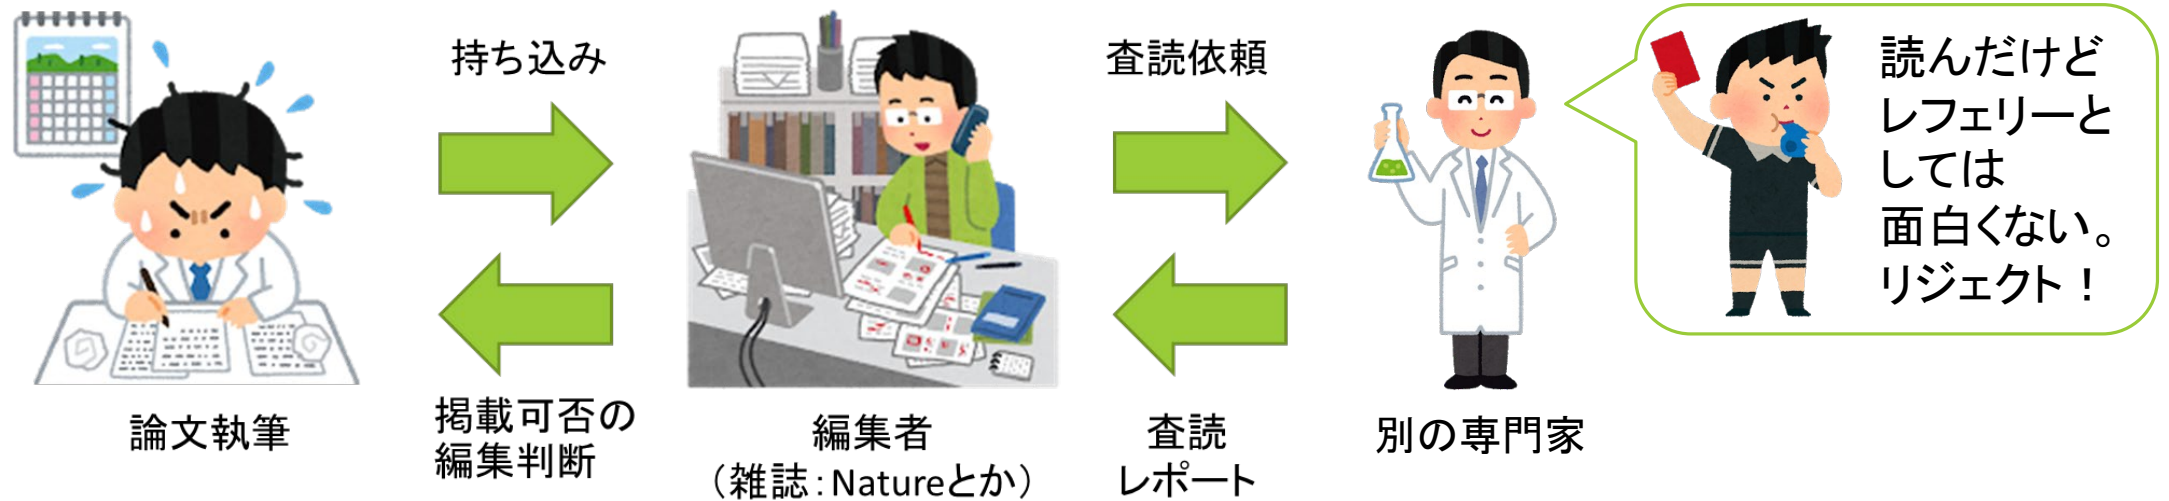 持ち込み
査読依頼
読んだけど
レフェリーと
しては
面白くない。
リジェクト！
論文執筆
掲載可否の
編集判断
編集者
（雑誌：Natureとか）
査読
レポート
別の専門家